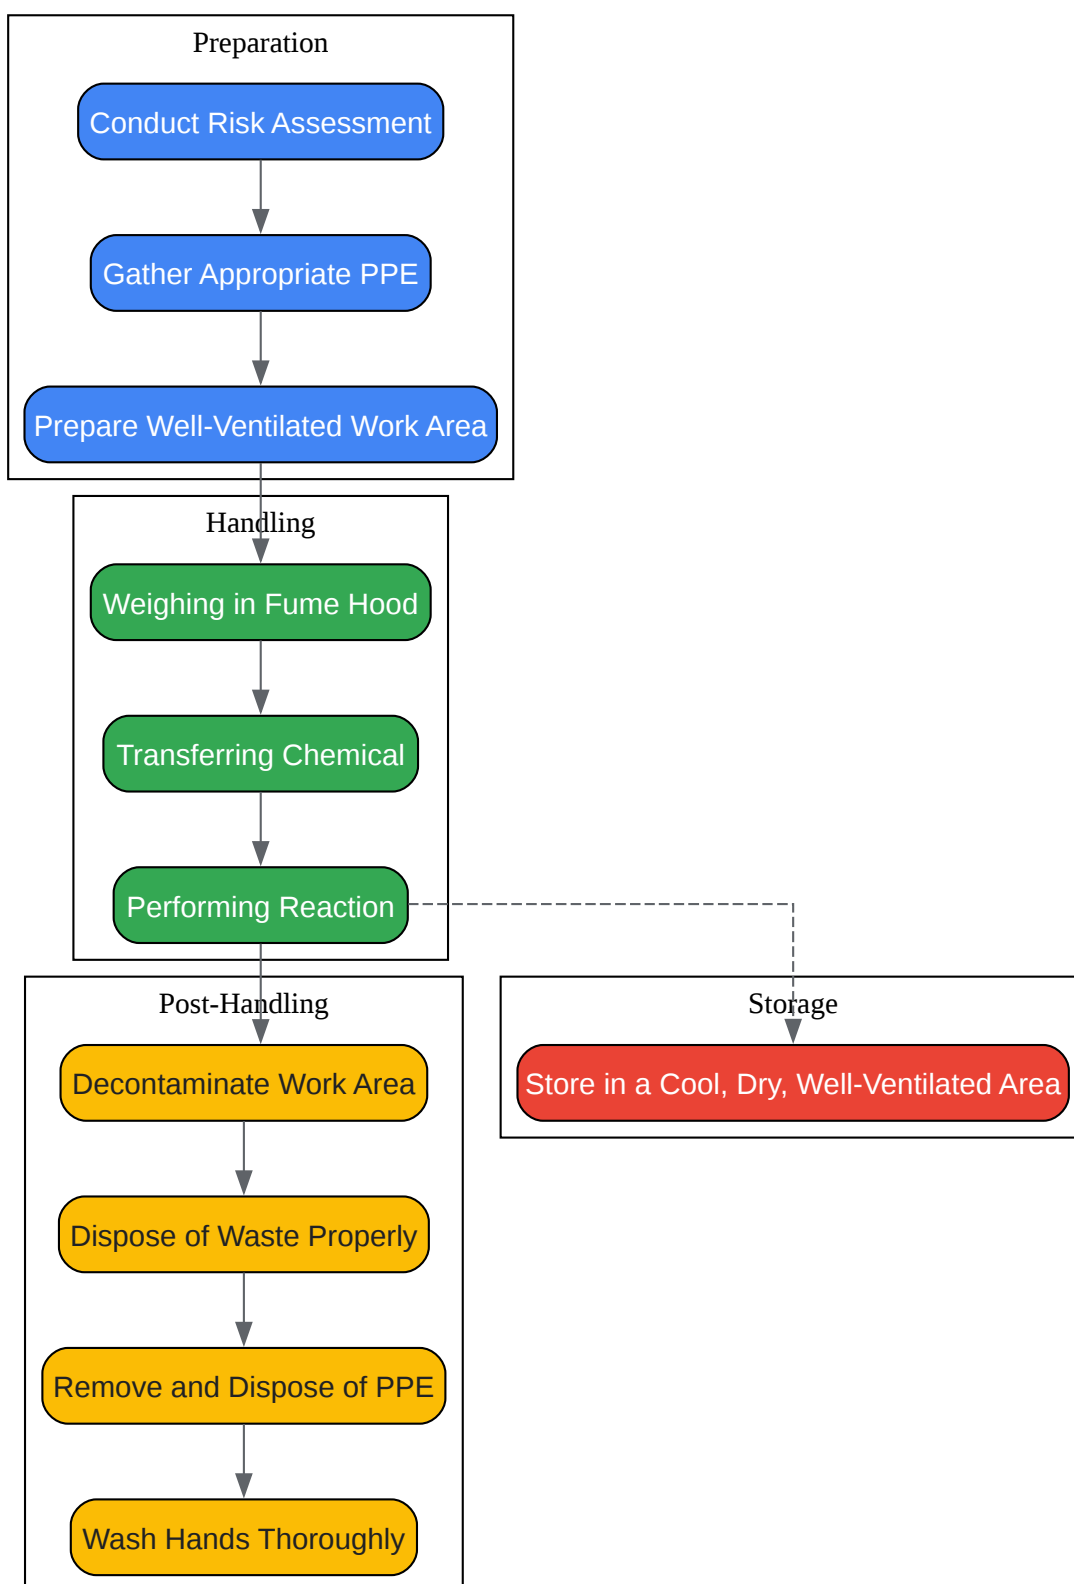 Preparation
Conduct Risk Assessment
Gather Appropriate PPE
Prepare Well-Ventilated Work Area
Handling
Weighing in Fume Hood
Transferring Chemical
Performing Reaction
Post-Handling
Decontaminate Work Area
Dispose of Waste Properly
Remove and Dispose of PPE
Wash Hands Thoroughly
Storage
Store in a Cool, Dry, Well-Ventilated Area